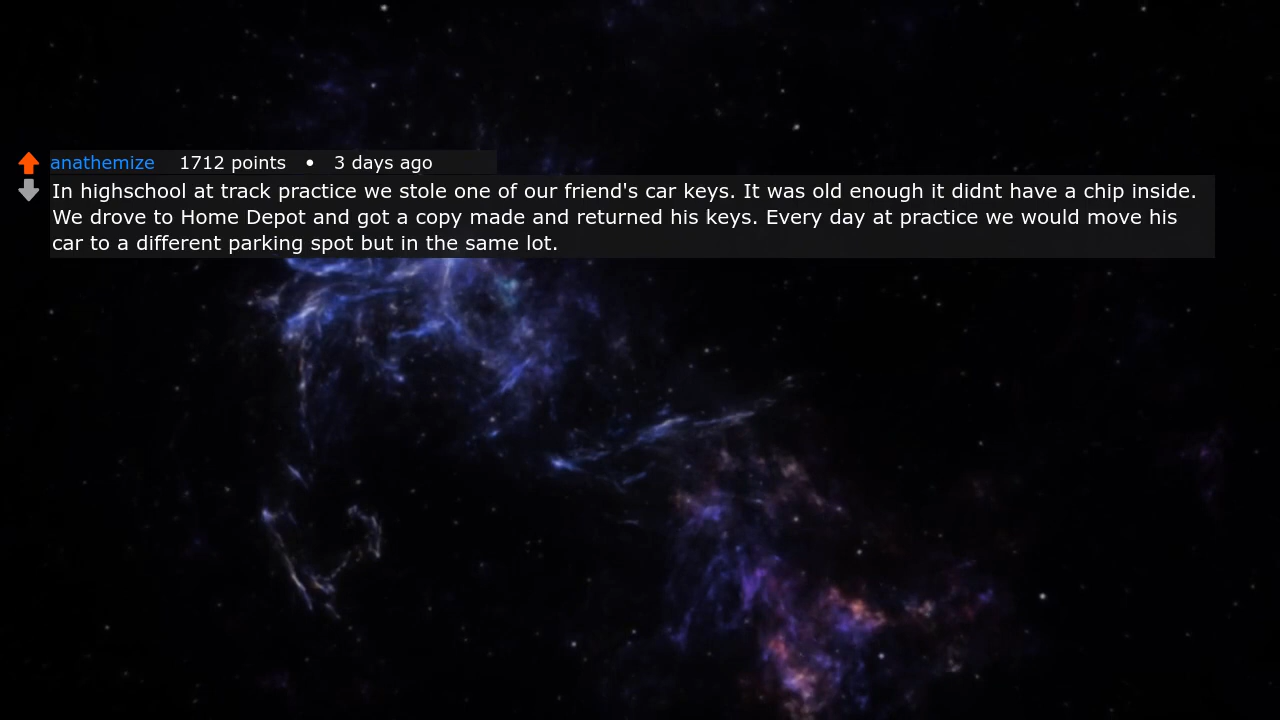 anathemize 1712 points • 3 days ago
In highschool at track practice we stole one of our friend's car keys. It was old enough it didnt have a chip inside.
We drove to Home Depot and got a copy made and returned his keys. Every day at practice we would move his
car to a different parking spot but in the same lot.